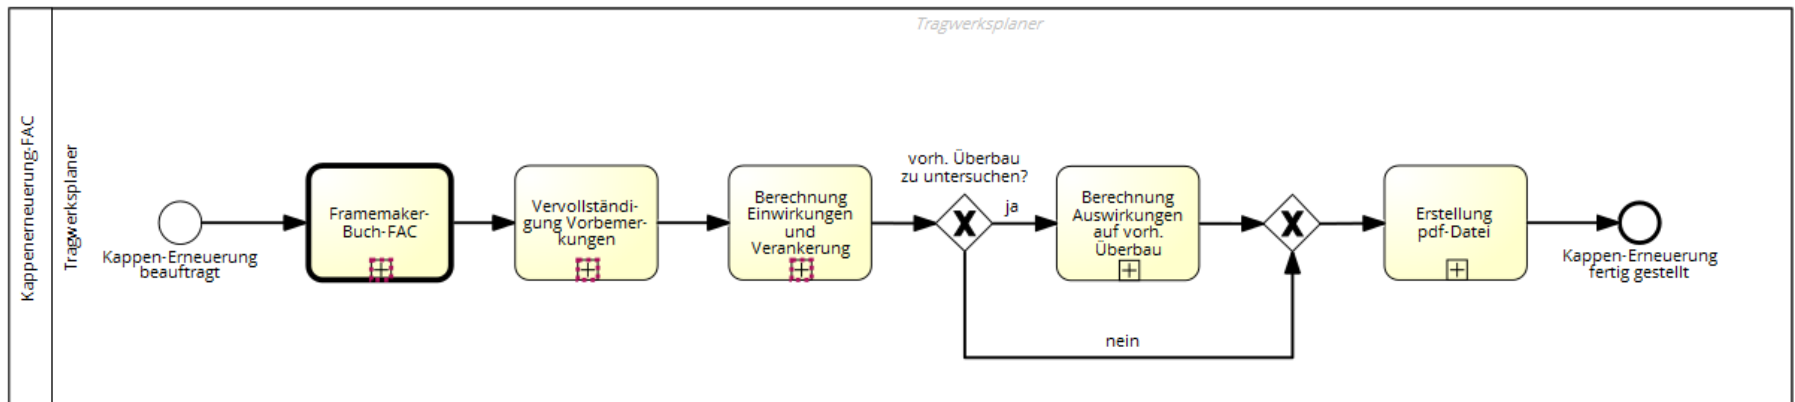 Tragwerksplaner
Kappenerneuerung-FAC
Tragwerksplaner
Kappen-Erneuerung
beauftragt
Framemaker-
Buch-FAC
Vervollständi-
gung Vorbemer-
kungen
Berechnung
Einwirkungen
und
Verankerung
vorh. Überbau
zu untersuchen?
ja
nein
Berechnung
Auswirkungen
auf vorh.
Überbau
Erstellung
pdf-Datei
Kappen-Erneuerung
fertig gestellt